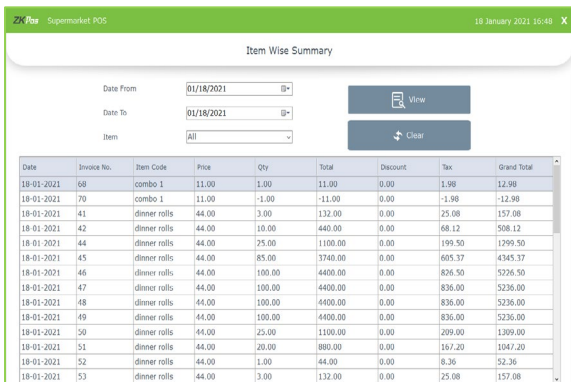 ZKPos Supermarket POS 18 January 2021 16:48 X
Item Wise Summary
Date From 01/18/2021 View
Date To 01/18/2021
Item All Clear
Date Invoice No. Item Code Price Qty Total Discount Tax Grand Total
18-01-2021 68 combo 1 11.00 1.00 11.00 0.00 1.98 12.98
18-01-2021 70 combo 1 11.00 -1.00 -11.00 0.00 -1.98 -12.98
18-01-2021 41 dinner rolls 44.00 3.00 132.00 0.00 25.08 157.08
18-01-2021 42 dinner rolls 44.00 10.00 440.00 0.00 68.12 508.12
18-01-2021 44 dinner rolls 44.00 25.00 1100.00 0.00 199.50 1299.50
18-01-2021 45 dinner rolls 44.00 85.00 3740.00 0.00 605.37 4345.37
18-01-2021 46 dinner rolls 44.00 100.00 4400.00 0.00 826.50 5226.50
18-01-2021 47 dinner rolls 44.00 100.00 4400.00 0.00 836.00 5236.00
18-01-2021 48 dinner rolls 44.00 100.00 4400.00 0.00 836.00 5236.00
18-01-2021 49 dinner rolls 44.00 100.00 4400.00 0.00 836.00 5236.00
18-01-2021 50 dinner rolls 44.00 25.00 1100.00 0.00 209.00 1309.00
18-01-2021 51 dinner rolls 44.00 20.00 880.00 0.00 167.20 1047.20
18-01-2021 52 dinner rolls 44.00 1.00 44.00 0.00 8.36 52.36
18-01-2021 53 dinner rolls 44.00 3.00 132.00 0.00 25.08 157.08